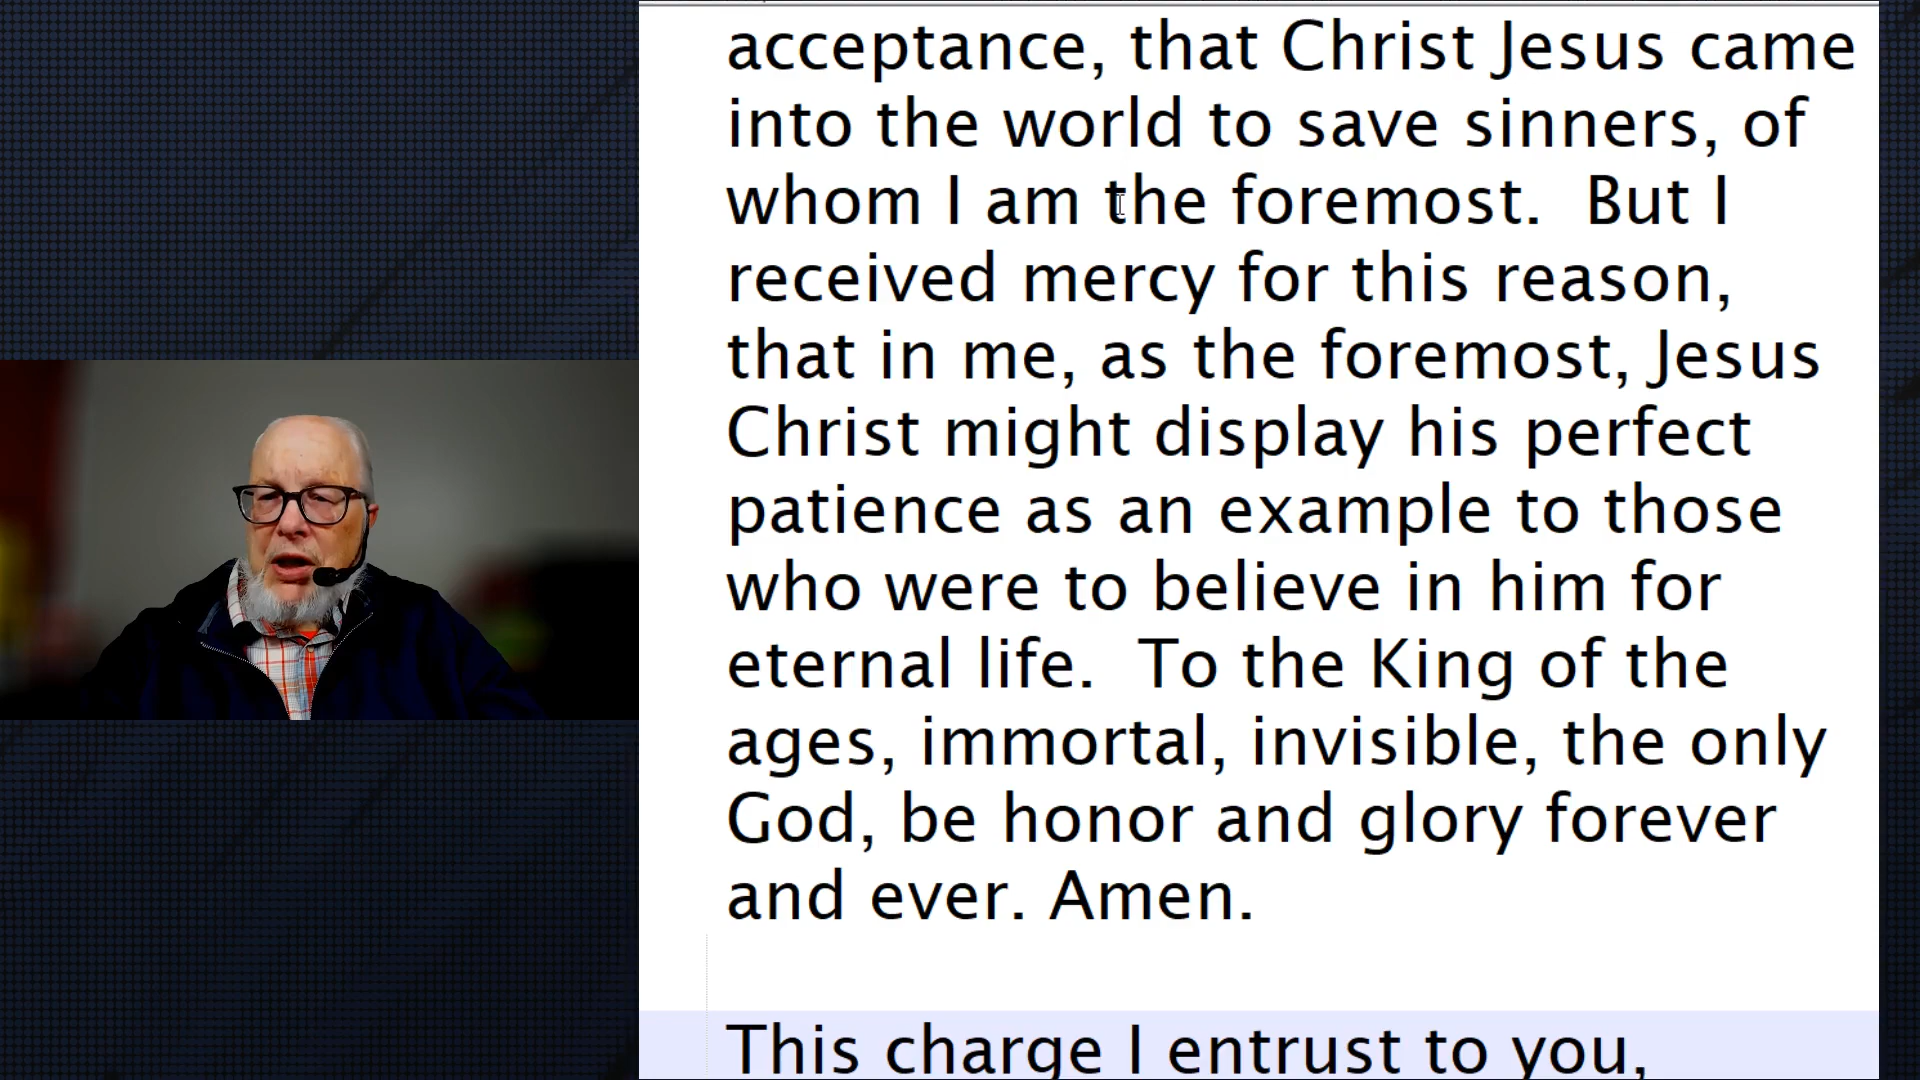 acceptance, that Christ Jesus came
into the world to save sinners, of
whom I am the foremost.  But I
received mercy for this reason,
that in me, as the foremost, Jesus
Christ might display his perfect
patience as an example to those
who were to believe in him for
eternal life.  To the King of the
ages, immortal, invisible, the only
God, be honor and glory forever
and ever. Amen.
This charge I entrust to you,